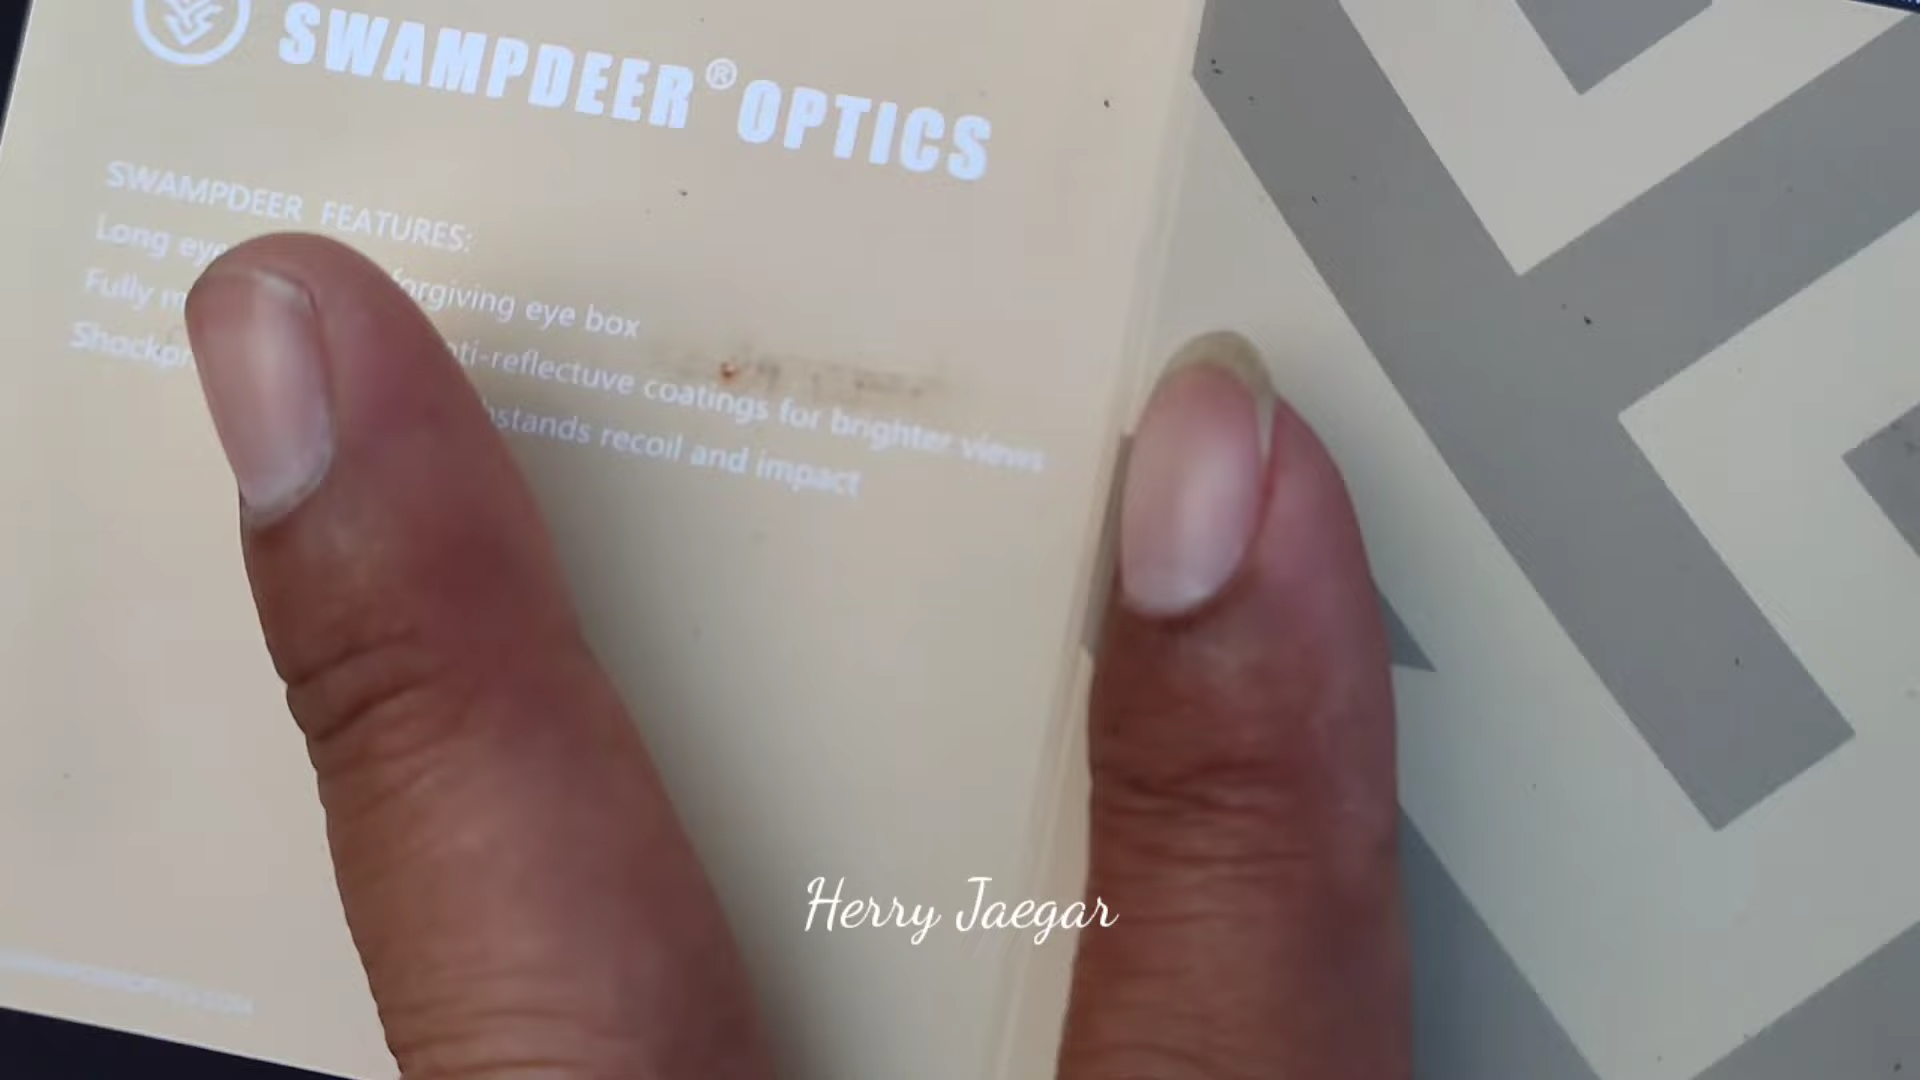 SWAMPDEER® OPTICS
SWAMPDEER FEATURES:
Long eye forgiving eye box
Fully m nti-reflectuve coatings for brighter views
Shockpr hstands recoil and impact
Herry Jaegar